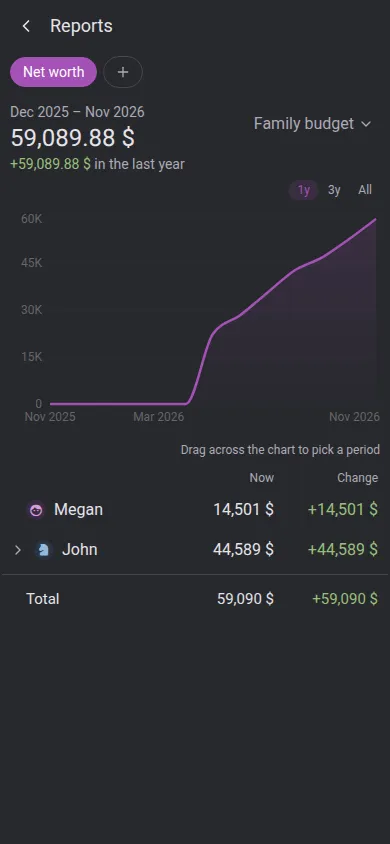 Reports
Net worth
+
Dec 2025 – Nov 2026
59,089.88 $
Family budget
+59,089.88 $ in the last year
1y 3y All
60K
45K
30K
15K
0
Nov 2025 Mar 2026 Nov 2026
Drag across the chart to pick a period
Now Change
Megan 14,501 $ +14,501 $
John 44,589 $ +44,589 $
Total 59,090 $ +59,090 $